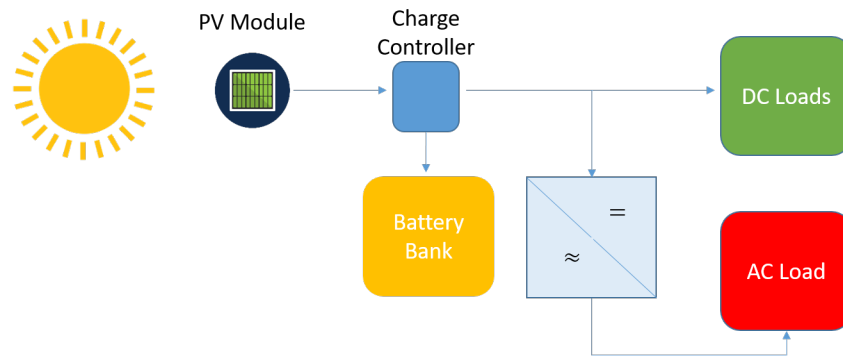 PV Module
Charge
Controller
DC Loads
Battery
Bank
=
≈
AC Load